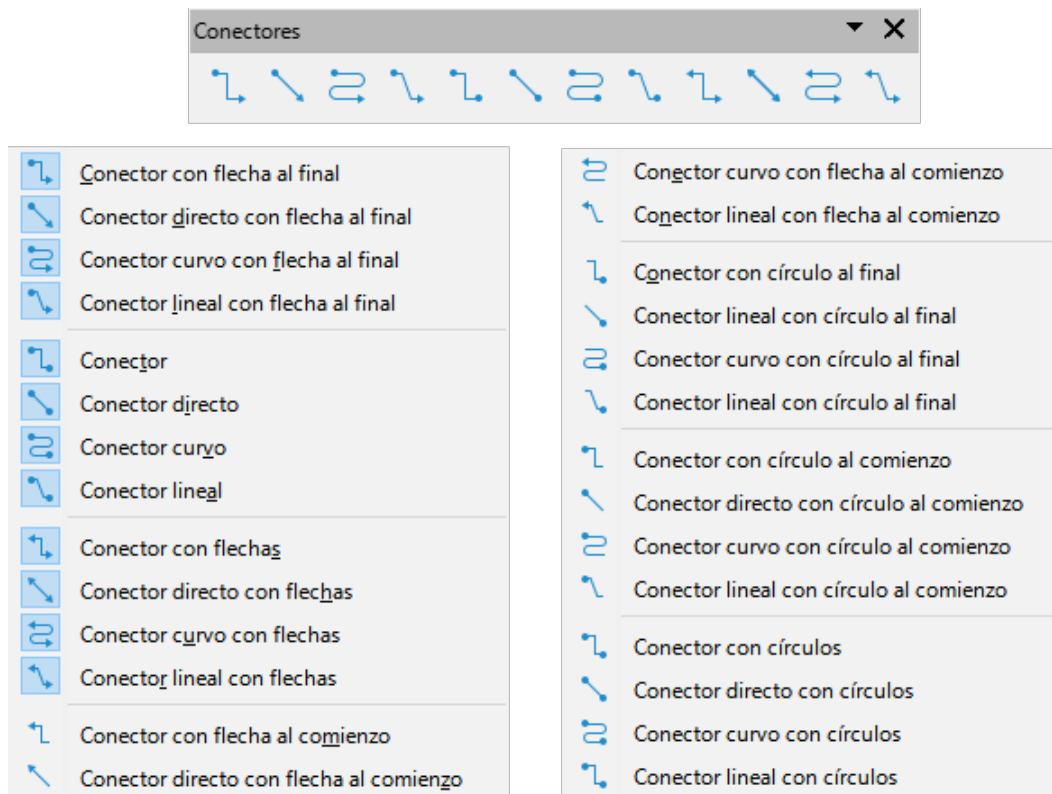 Conectores
Conector con flecha al final
Conector directo con flecha al final
Conector curvo con flecha al final
Conector lineal con flecha al final
Conector
Conector directo
Conector curvo
Conector lineal
Conector con flechas
Conector directo con flechas
Conector curvo con flechas
Conector lineal con flechas
Conector con flecha al comienzo
Conector directo con flecha al comienzo
Conector curvo con flecha al comienzo
Conector lineal con flecha al comienzo
Conector con círculo al final
Conector lineal con círculo al final
Conector curvo con círculo al final
Conector lineal con círculo al final
Conector con círculo al comienzo
Conector directo con círculo al comienzo
Conector curvo con círculo al comienzo
Conector lineal con círculo al comienzo
Conector con círculos
Conector directo con círculos
Conector curvo con círculos
Conector lineal con círculos